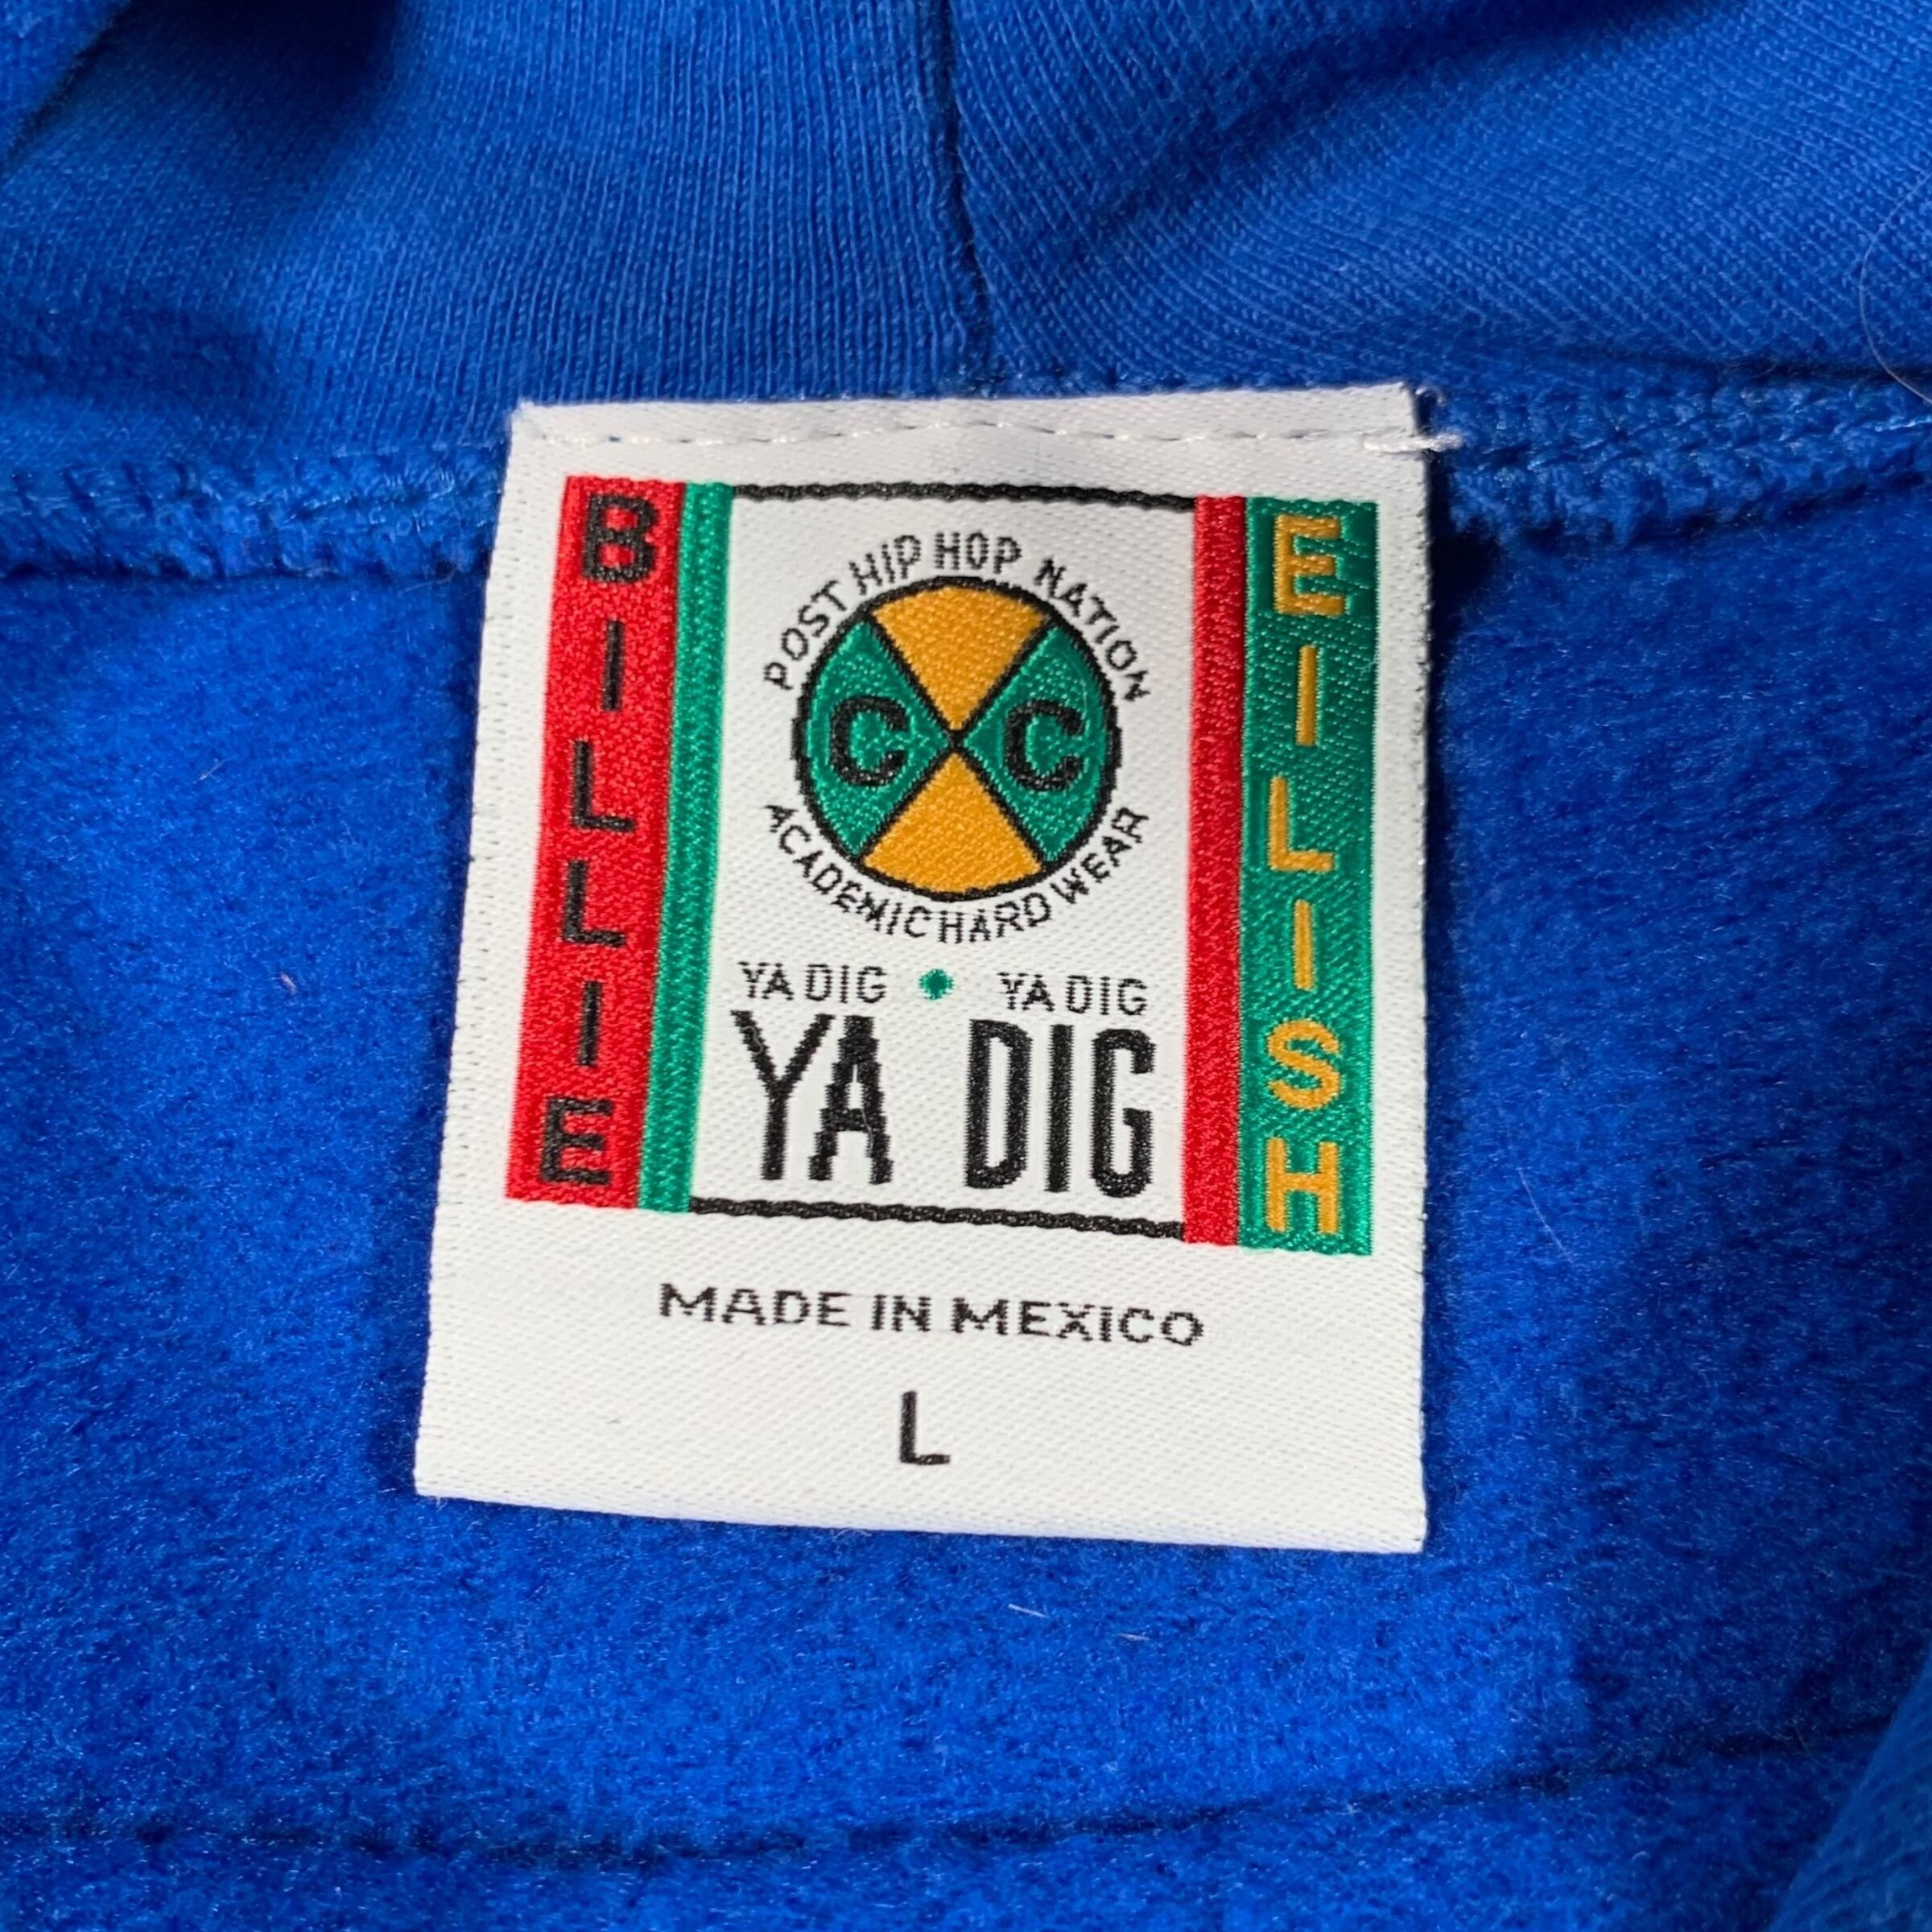 BILLIE
POST HIP HOP NATION
C C
ACADEMIC HARD WEAR
YA DIG • YA DIG
YA DIG
EILISH
MADE IN MEXICO
L